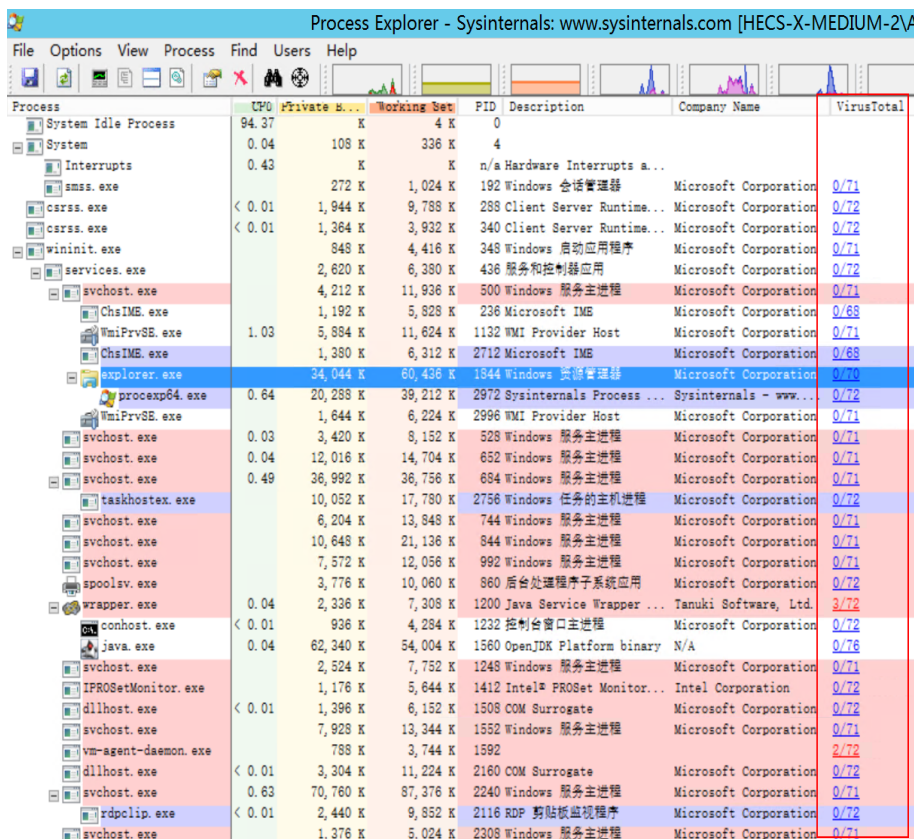 Process Explorer - Sysinternals: www.sysinternals.com [HECS-X-MEDIUM-2\A
File Options View Process Find Users Help
Process CPU Private B... Working Set PID Description Company Name VirusTotal
System Idle Process 94.37 K 4 K 0
System 0.04 108 K 336 K 4
Interrupts 0.43 K K n/a Hardware Interrupts a...
smss.exe 272 K 1,024 K 192 Windows 会话管理器 Microsoft Corporation 0/71
csrss.exe < 0.01 1,944 K 9,788 K 288 Client Server Runtime... Microsoft Corporation 0/72
csrss.exe < 0.01 1,364 K 3,932 K 340 Client Server Runtime... Microsoft Corporation 0/72
wininit.exe 848 K 4,416 K 348 Windows 启动应用程序 Microsoft Corporation 0/71
services.exe 2,620 K 6,380 K 436 服务和控制器应用 Microsoft Corporation 0/72
svchost.exe 4,212 K 11,936 K 500 Windows 服务主进程 Microsoft Corporation 0/71
ChsIME.exe 1,192 K 5,828 K 236 Microsoft IME Microsoft Corporation 0/68
WmiPrvSE.exe 1.03 5,884 K 11,624 K 1132 WMI Provider Host Microsoft Corporation 0/71
ChsIME.exe 1,380 K 6,312 K 2712 Microsoft IME Microsoft Corporation 0/68
explorer.exe 34,044 K 60,436 K 1844 Windows 资源管理器 Microsoft Corporation 0/70
procexp64.exe 0.64 20,288 K 39,212 K 2972 Sysinternals Process ... Sysinternals - www.... 0/72
WmiPrvSE.exe 1,644 K 6,224 K 2996 WMI Provider Host Microsoft Corporation 0/71
svchost.exe 0.03 3,420 K 8,152 K 528 Windows 服务主进程 Microsoft Corporation 0/71
svchost.exe 0.04 12,016 K 14,704 K 652 Windows 服务主进程 Microsoft Corporation 0/71
svchost.exe 0.49 36,992 K 36,756 K 684 Windows 服务主进程 Microsoft Corporation 0/71
taskhostex.exe 10,052 K 17,780 K 2756 Windows 任务的主机进程 Microsoft Corporation 0/72
svchost.exe 6,204 K 13,848 K 744 Windows 服务主进程 Microsoft Corporation 0/71
svchost.exe 10,648 K 21,136 K 844 Windows 服务主进程 Microsoft Corporation 0/71
svchost.exe 7,572 K 12,056 K 992 Windows 服务主进程 Microsoft Corporation 0/71
spoolsv.exe 3,776 K 10,060 K 860 后台处理程序子系统应用 Microsoft Corporation 0/72
wrapper.exe 0.04 2,336 K 7,308 K 1200 Java Service Wrapper ... Tanuki Software, Ltd. 3/72
conhost.exe < 0.01 936 K 4,284 K 1232 控制台窗口主进程 Microsoft Corporation 0/72
java.exe 0.04 62,340 K 54,004 K 1560 OpenJDK Platform binary N/A 0/76
svchost.exe 2,524 K 7,752 K 1248 Windows 服务主进程 Microsoft Corporation 0/71
IPROSetMonitor.exe 1,176 K 5,644 K 1412 Intel® PROSet Monitor... Intel Corporation 0/72
dllhost.exe < 0.01 1,396 K 6,152 K 1508 COM Surrogate Microsoft Corporation 0/72
svchost.exe 7,928 K 13,344 K 1552 Windows 服务主进程 Microsoft Corporation 0/71
vm-agent-daemon.exe 788 K 3,744 K 1592 2/72
dllhost.exe < 0.01 3,304 K 11,224 K 2160 COM Surrogate Microsoft Corporation 0/72
svchost.exe 0.63 70,760 K 87,376 K 2240 Windows 服务主进程 Microsoft Corporation 0/71
rdpclip.exe < 0.01 2,440 K 9,852 K 2116 RDP 剪贴板监视程序 Microsoft Corporation 0/72
svchost.exe 1,376 K 5,024 K 2308 Windows 服务主进程 Microsoft Corporation 0/71